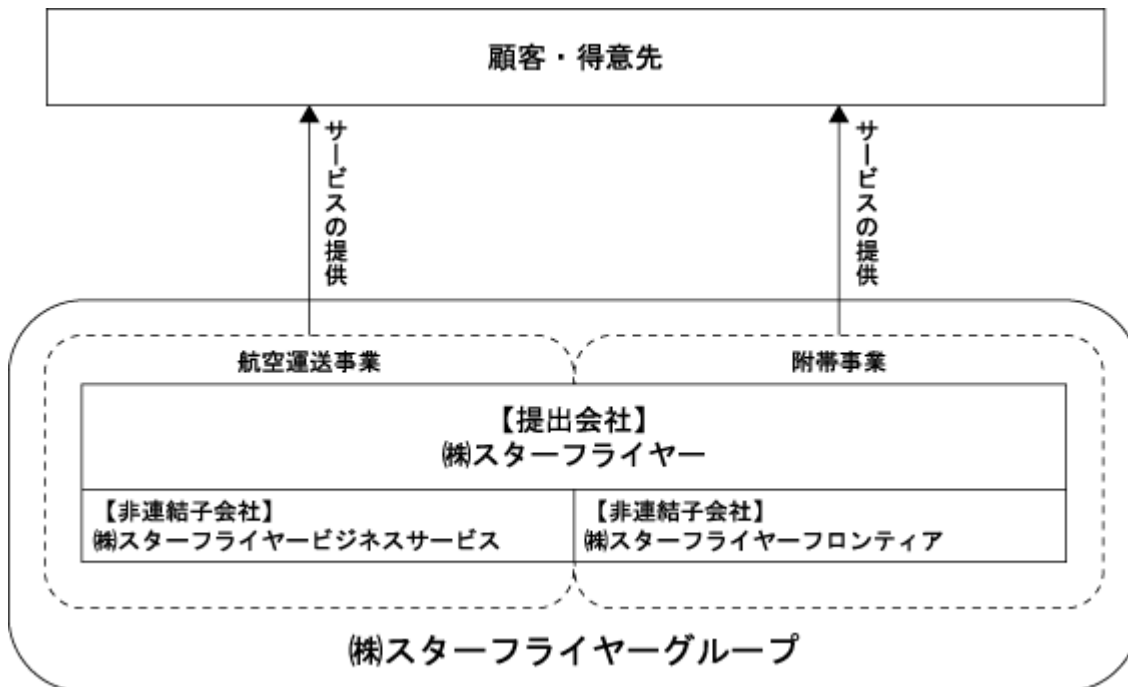 顧客・得意先
サービスの提供
サービスの提供
航空運送事業
附帯事業
【提出会社】
㈱スターフライヤー
【非連結子会社】
㈱スターフライヤービジネスサービス
【非連結子会社】
㈱スターフライヤーフロンティア
㈱スターフライヤーグループ